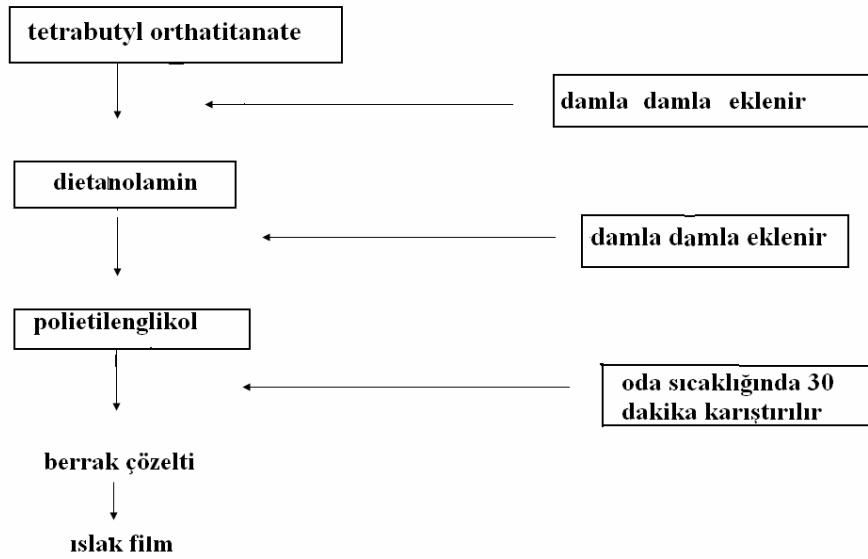 tetrabutyl orthatitanate
damla damla eklenir
dietanolamin
damla damla eklenir
polietilenglikol
oda sıcaklığında 30
dakika karıştırılır
berrak çözelti
ıslak film